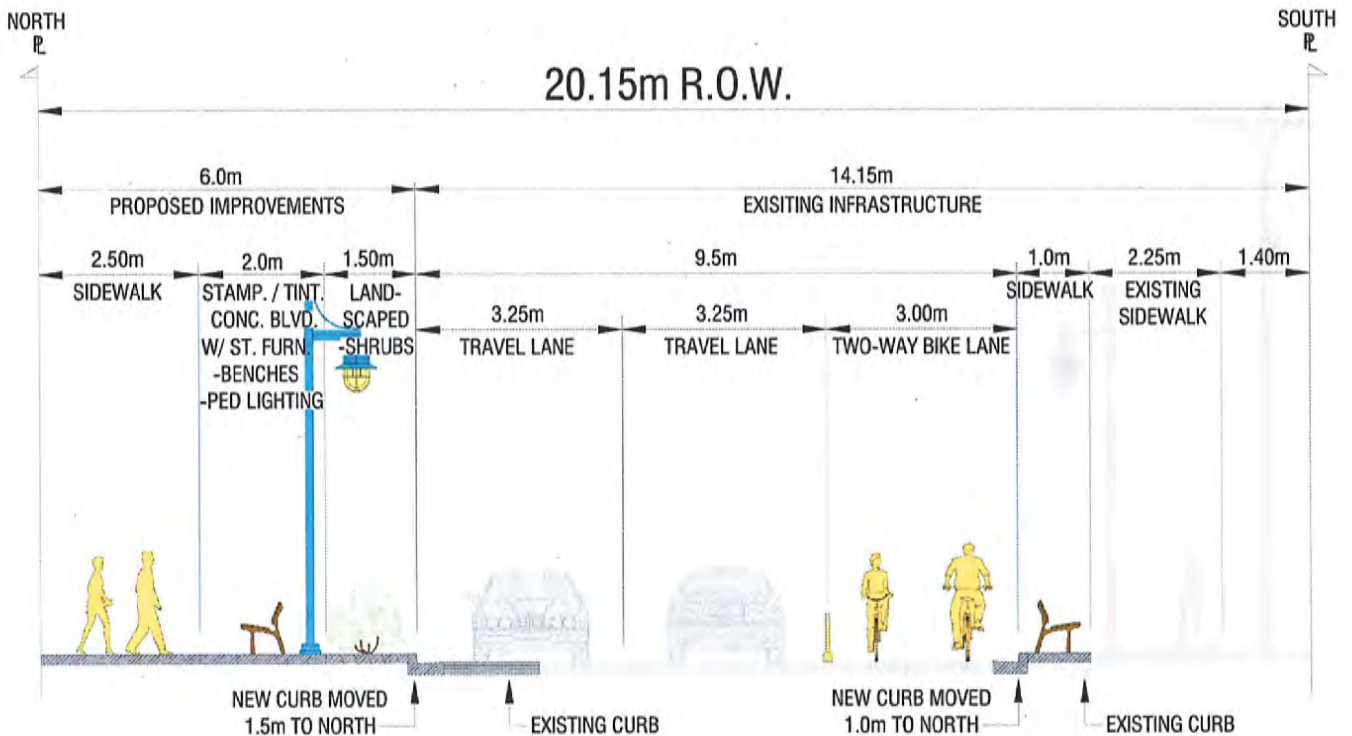 NORTH
SOUTH
℄
℄
20.15m R.O.W.
6.0m
14.15m
PROPOSED IMPROVEMENTS
EXISITING INFRASTRUCTURE
2.50m
2.0m
1.50m
9.5m
1.0m
2.25m
1.40m
SIDEWALK
STAMP. / TINT.
CONC. BLVD.
W/ ST. FURN.
-BENCHES
-PED LIGHTING
LAND-
SCAPED
-SHRUBS
SIDEWALK
EXISTING
SIDEWALK
3.25m
3.25m
3.00m
TRAVEL LANE
TRAVEL LANE
TWO-WAY BIKE LANE
NEW CURB MOVED
1.5m TO NORTH
EXISTING CURB
NEW CURB MOVED
1.0m TO NORTH
EXISTING CURB